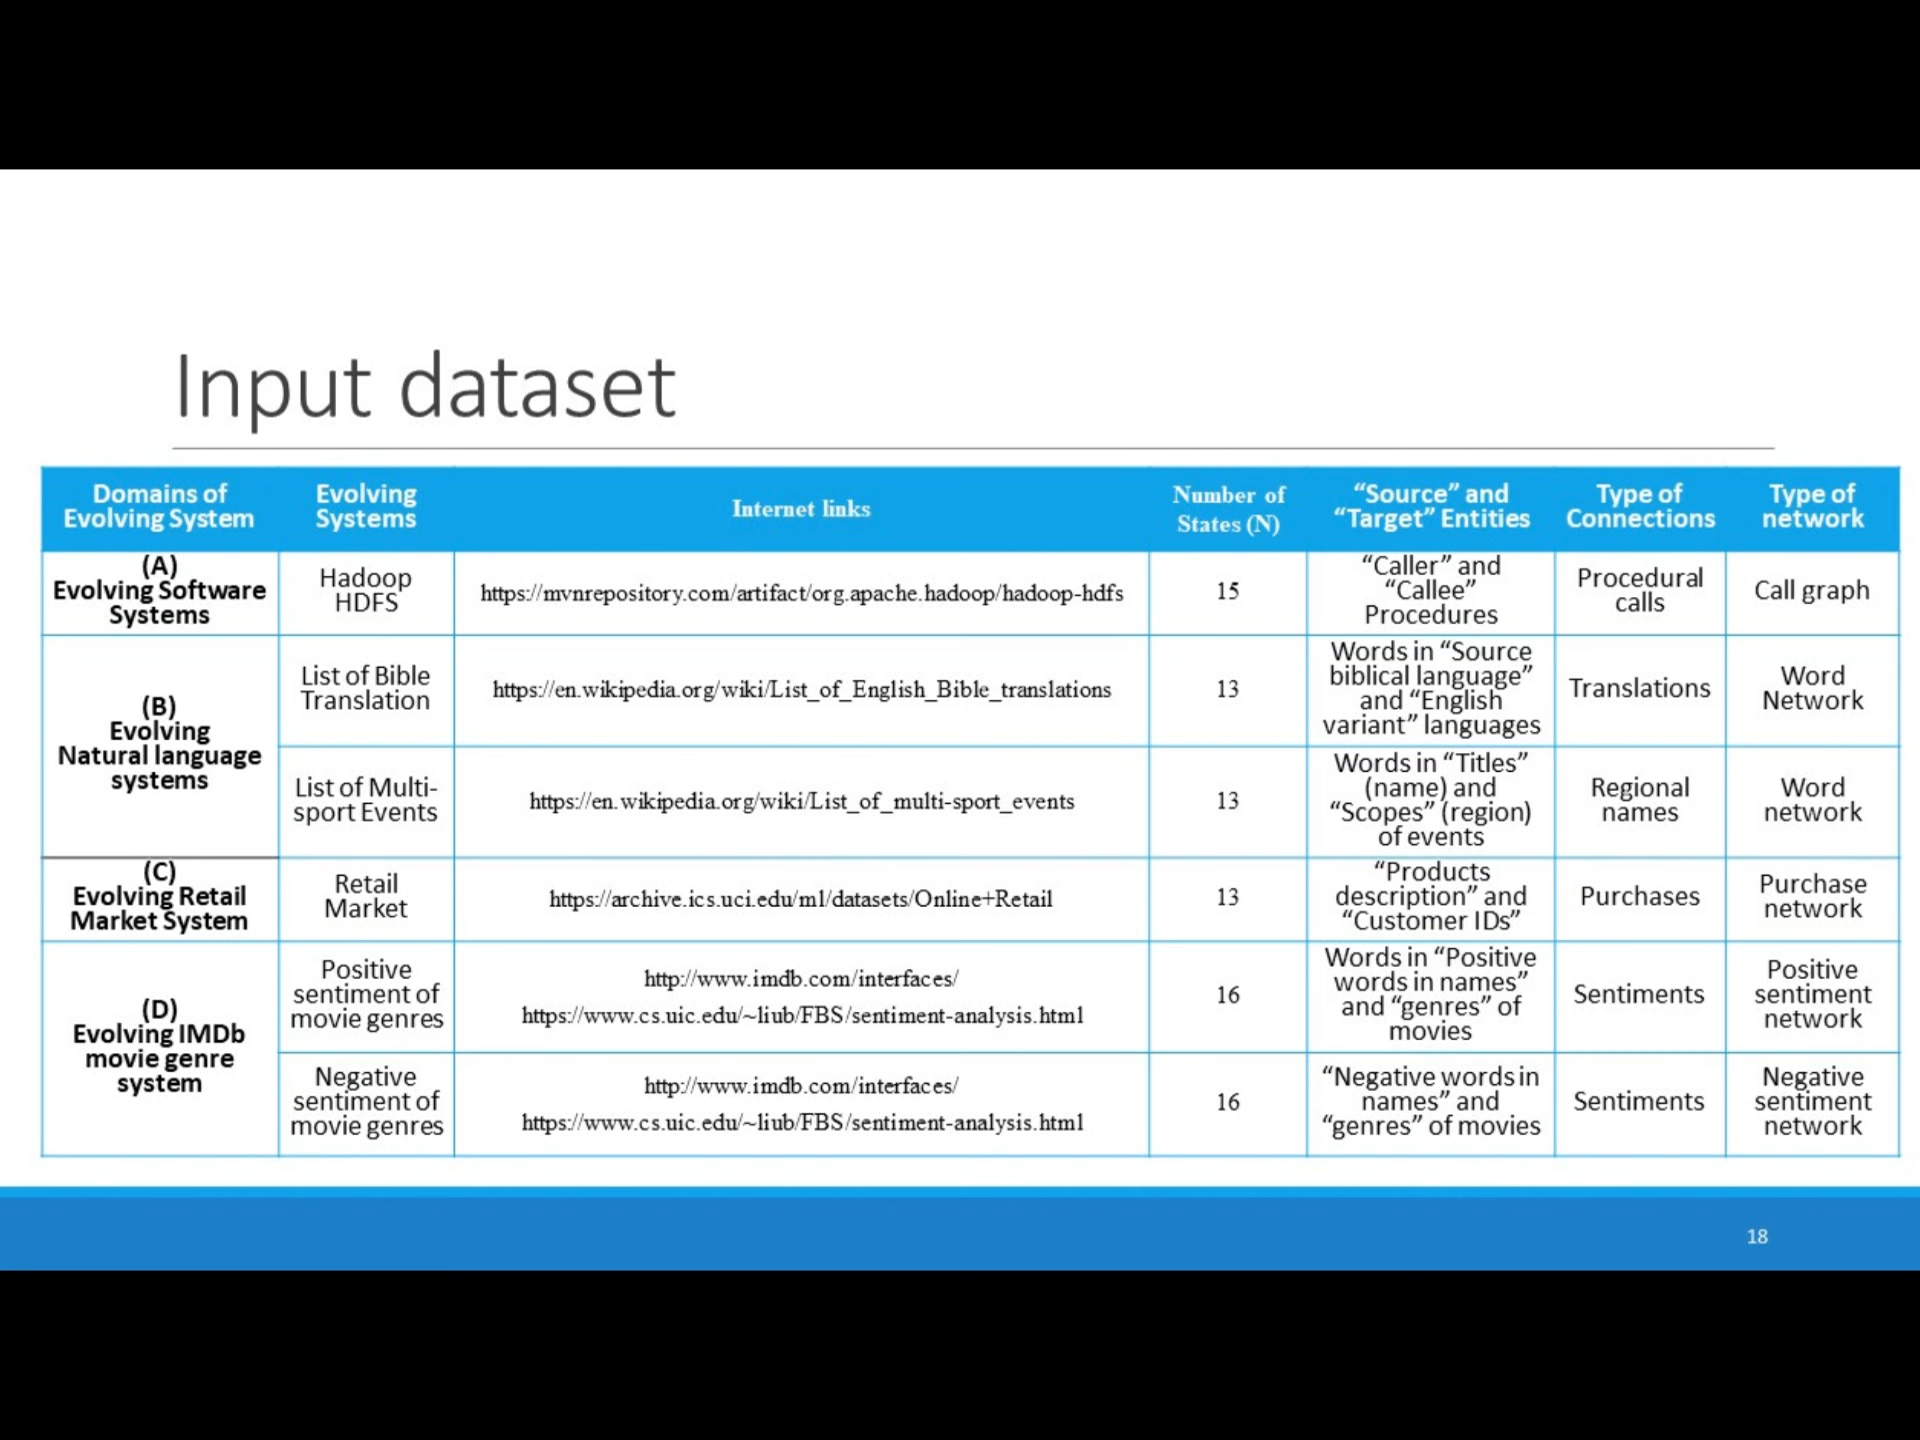 Input dataset
Domains of
Evolving System
Evolving
Systems
Internet links
Number of
States (N)
“Source” and
“Target” Entities
Type of
Connections
Type of
network
(A)
Evolving Software
Systems
Hadoop
HDFS
https://mvnrepository.com/artifact/org.apache.hadoop/hadoop-hdfs
15
“Caller” and
“Callee”
Procedures
Procedural
calls
Call graph
(B)
Evolving
Natural language
systems
List of Bible
Translation
https://en.wikipedia.org/wiki/List_of_English_Bible_translations
13
Words in “Source
biblical language”
and “English
variant” languages
Translations
Word
Network
List of Multi-
sport Events
https://en.wikipedia.org/wiki/List_of_multi-sport_events
13
Words in “Titles”
(name) and
“Scopes” (region)
of events
Regional
names
Word
network
(C)
Evolving Retail
Market System
Retail
Market
https://archive.ics.uci.edu/ml/datasets/Online+Retail
13
“Products
description” and
“Customer IDs”
Purchases
Purchase
network
(D)
Evolving IMDb
movie genre
system
Positive
sentiment of
movie genres
http://www.imdb.com/interfaces/
https://www.cs.uic.edu/~liub/FBS/sentiment-analysis.html
16
Words in “Positive
words in names”
and “genres” of
movies
Sentiments
Positive
sentiment
network
Negative
sentiment of
movie genres
http://www.imdb.com/interfaces/
https://www.cs.uic.edu/~liub/FBS/sentiment-analysis.html
16
“Negative words in
names” and
“genres” of movies
Sentiments
Negative
sentiment
network
18